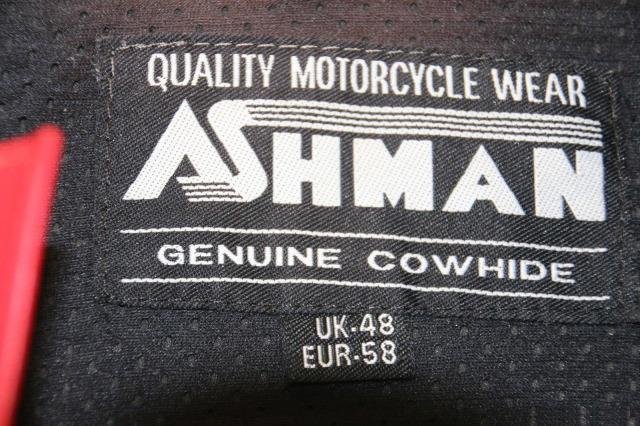 QUALITY MOTORCYCLE WEAR
ASHMAN
GENUINE COWHIDE
UK-48
EUR-58